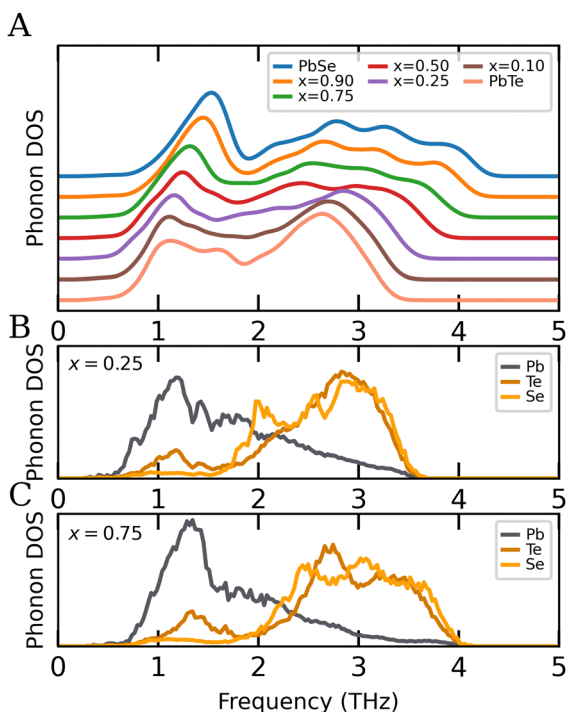 A
Phonon DOS
PbSe x=0.50 x=0.10
x=0.90 x=0.25 PbTe
x=0.75
0 1 2 3 4 5
B
Phonon DOS
x = 0.25
Pb
Te
Se
0 1 2 3 4 5
C
Phonon DOS
x = 0.75
Pb
Te
Se
0 1 2 3 4 5
Frequency (THz)